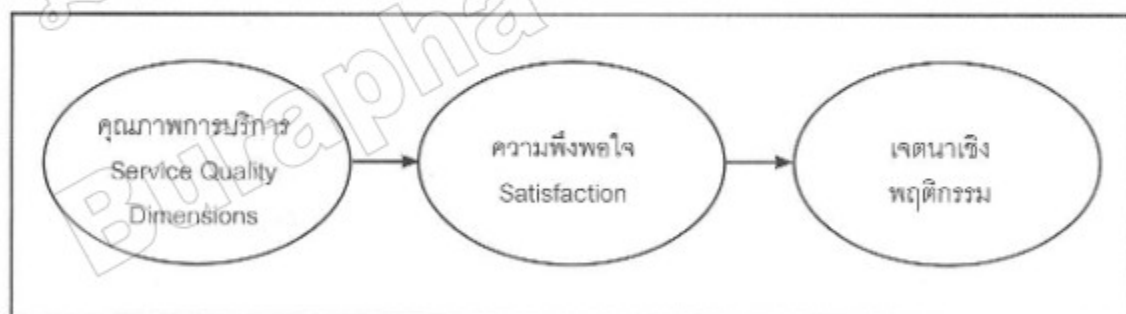 Burapha
คุณภาพการบริการ
Service Quality
Dimensions
ความพึงพอใจ
Satisfaction
เจตนาเชิง
พฤติกรรม